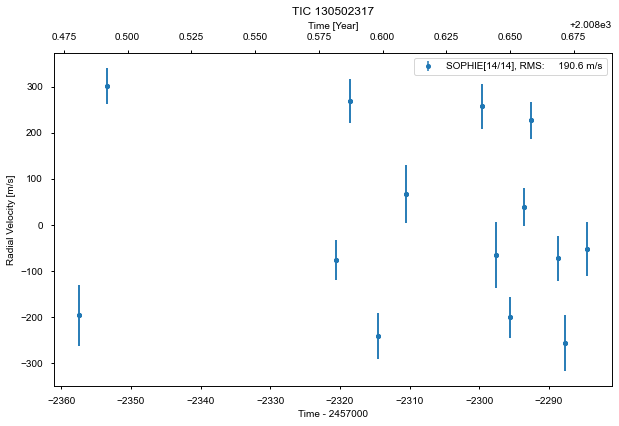 TIC 130502317
Time [Year]
+2.008e3
0.475 0.500 0.525 0.550 0.575 0.600 0.625 0.650 0.675
SOPHIE[14/14], RMS: 190.6 m/s
300
200
100
0
−100
−200
−300
Radial Velocity [m/s]
−2360 −2350 −2340 −2330 −2320 −2310 −2300 −2290
Time - 2457000